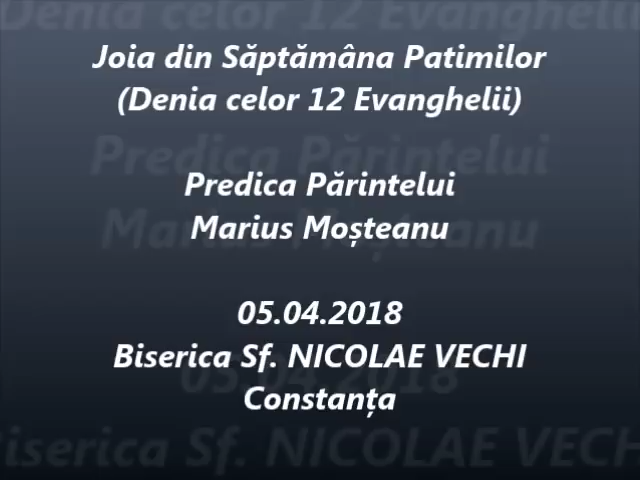 Joia din Săptămâna Patimilor
(Denia celor 12 Evanghelii)
Predica Părintelui
Marius Moșteanu
05.04.2018
Biserica Sf. NICOLAE VECHI
Constanța